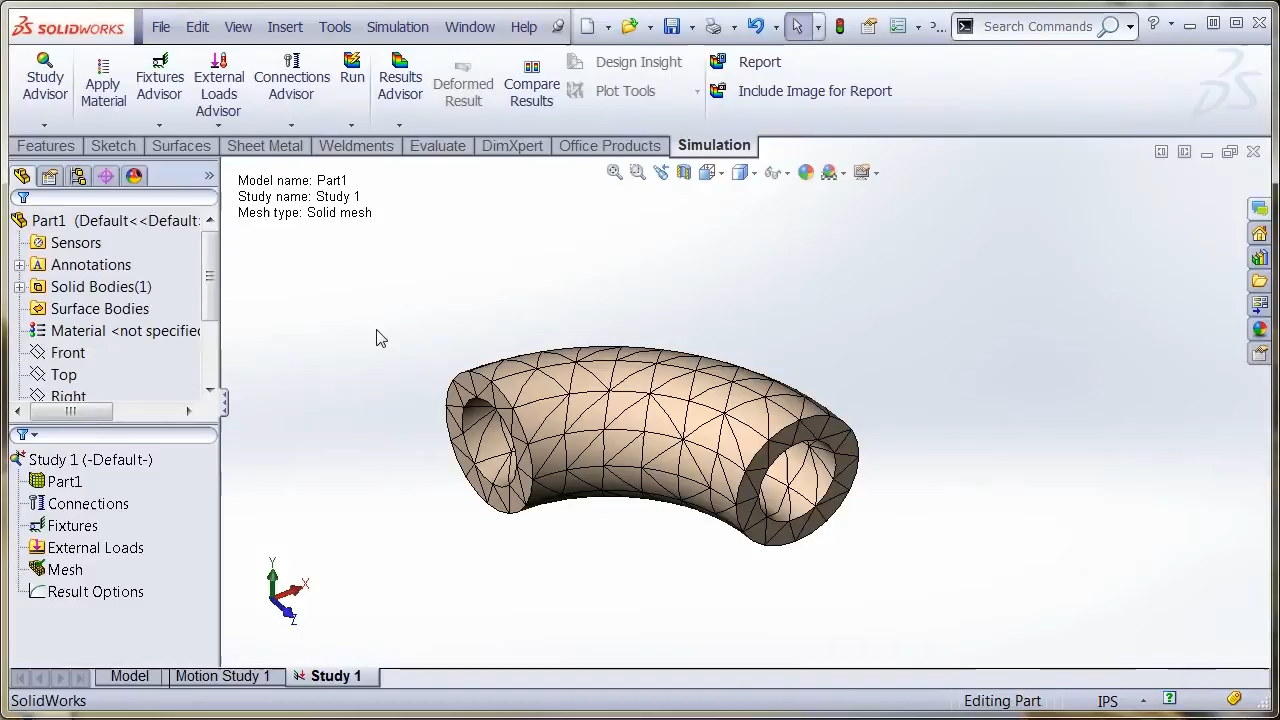 SOLIDWORKS File Edit View Insert Tools Simulation Window Help ?... Search Commands ?
Study Advisor
Apply Material
Fixtures Advisor
External Loads Advisor
Connections Advisor
Run
Results Advisor
Deformed Result
Compare Results
Design Insight
Plot Tools
Report
Include Image for Report
Features Sketch Surfaces Sheet Metal Weldments Evaluate DimXpert Office Products Simulation
Part1 (Default<<Default:
Sensors
Annotations
Solid Bodies(1)
Surface Bodies
Material <not specified
Front
Top
Right
Study 1 (-Default-)
Part1
Connections
Fixtures
External Loads
Mesh
Result Options
Model name: Part1
Study name: Study 1
Mesh type: Solid mesh
Y
X
Z
Model Motion Study 1 Study 1
SolidWorks Editing Part IPS